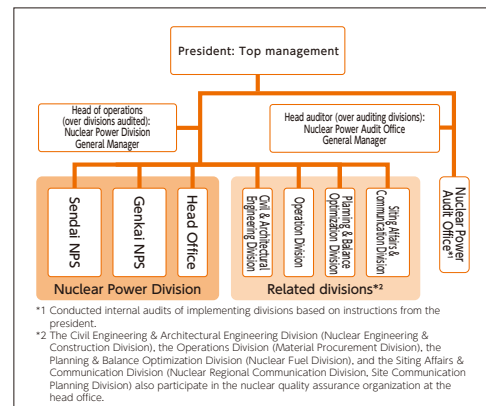 President: Top management
Head of operations
(over divisions audited):
Nuclear Power Division
General Manager
Head auditor (over auditing divisions):
Nuclear Power Audit Office
General Manager
Sendai NPS
Genkai NPS
Head Office
Civil & Architectural
Engineering Division
Operation Division
Planning & Balance
Optimization Division
Siting Affairs &
Communication Division
Nuclear Power
Audit Office*1
Nuclear Power Division
Related divisions*2
*1 Conducted internal audits of implementing divisions based on instructions from the
president.
*2 The Civil Engineering & Architectural Engineering Division (Nuclear Engineering &
Construction Division), the Operations Division (Material Procurement Division), the
Planning & Balance Optimization Division (Nuclear Fuel Division), and the Siting Affairs &
Communication Division (Nuclear Regional Communication Division, Site Communication
Planning Division) also participate in the nuclear quality assurance organization at the
head office.